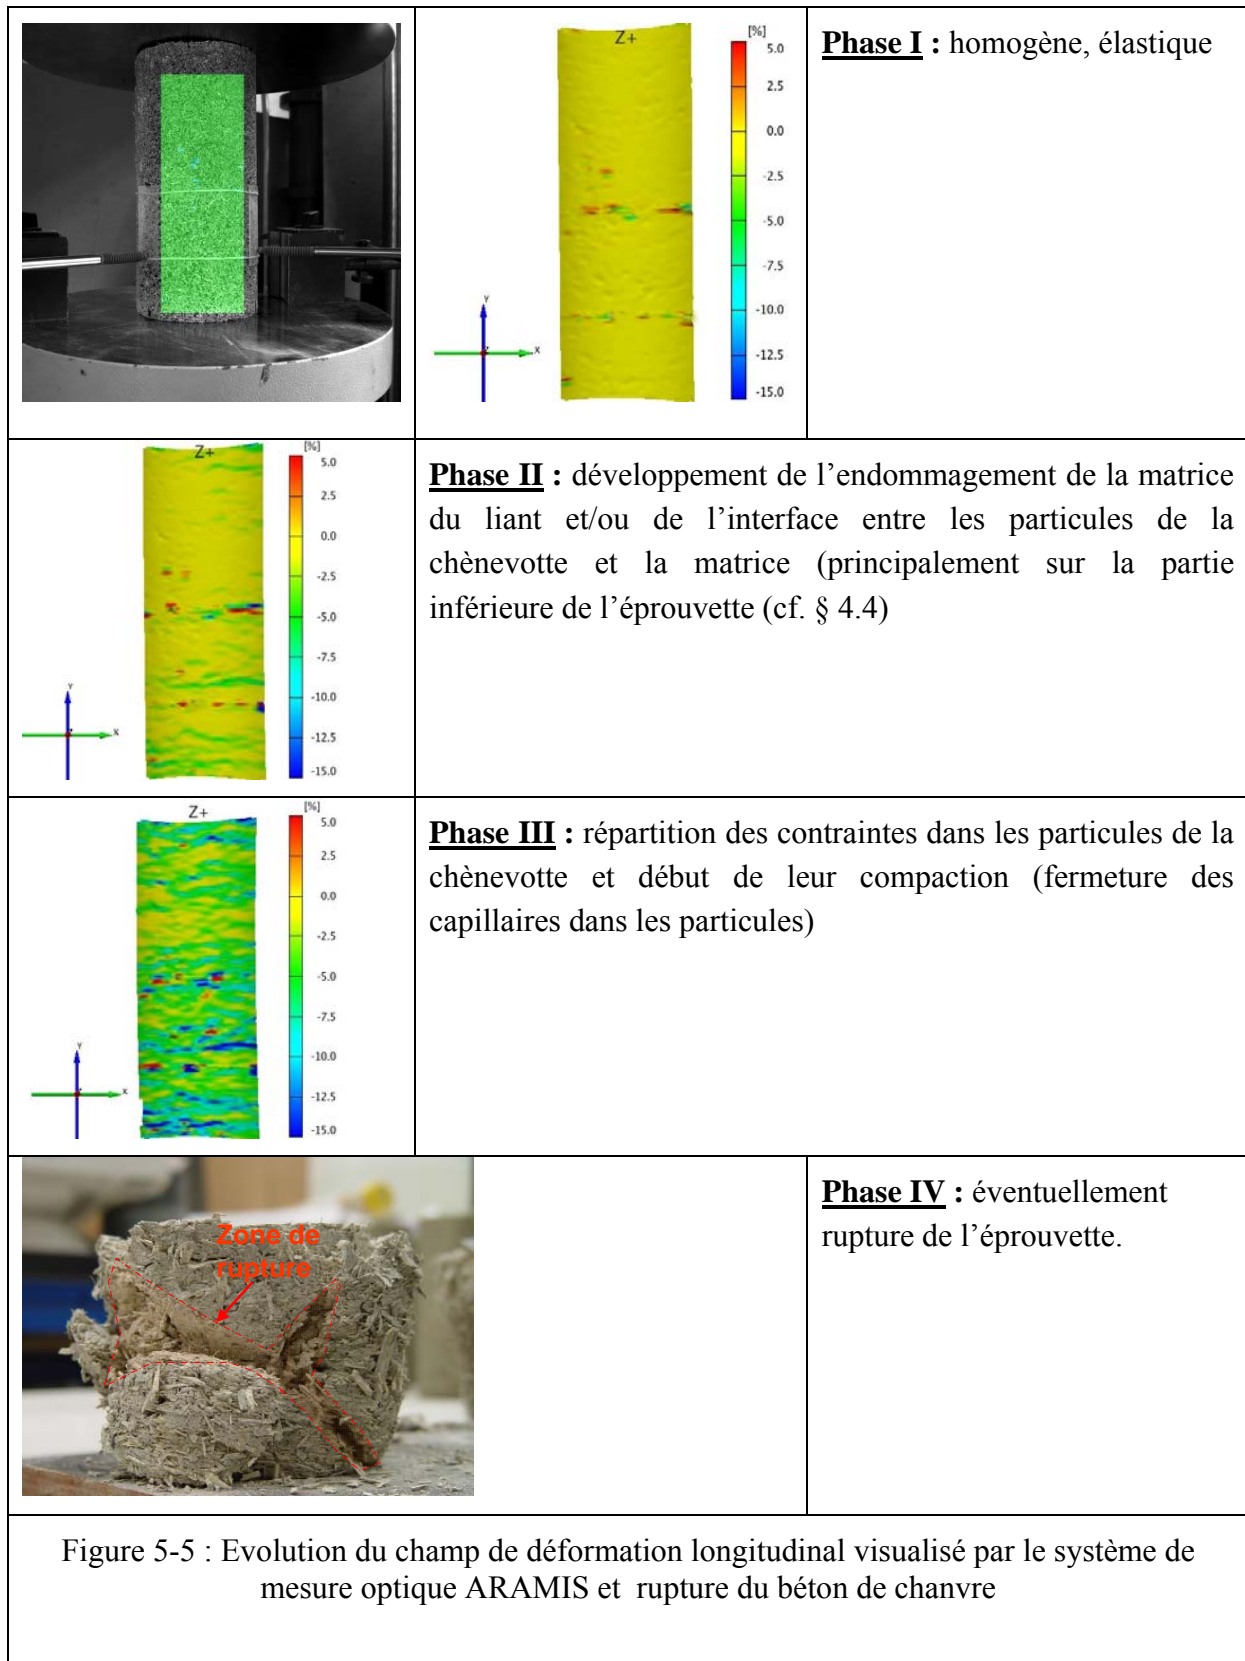 [%]
Z+
5.0
2.5
0.0
-2.5
-5.0
-7.5
-10.0
-12.5
-15.0
Y
X
Phase I : homogène, élastique
[%]
Z+
5.0
2.5
0.0
-2.5
-5.0
-7.5
-10.0
-12.5
-15.0
Y
X
Phase II : développement de l’endommagement de la matrice
du liant et/ou de l’interface entre les particules de la
chènevotte et la matrice (principalement sur la partie
inférieure de l’éprouvette (cf. § 4.4)
[%]
Z+
5.0
2.5
0.0
-2.5
-5.0
-7.5
-10.0
-12.5
-15.0
Y
X
Phase III : répartition des contraintes dans les particules de la
chènevotte et début de leur compaction (fermeture des
capillaires dans les particules)
Zone de
rupture
Phase IV : éventuellement
rupture de l’éprouvette.
Figure 5-5 : Evolution du champ de déformation longitudinal visualisé par le système de
mesure optique ARAMIS et rupture du béton de chanvre